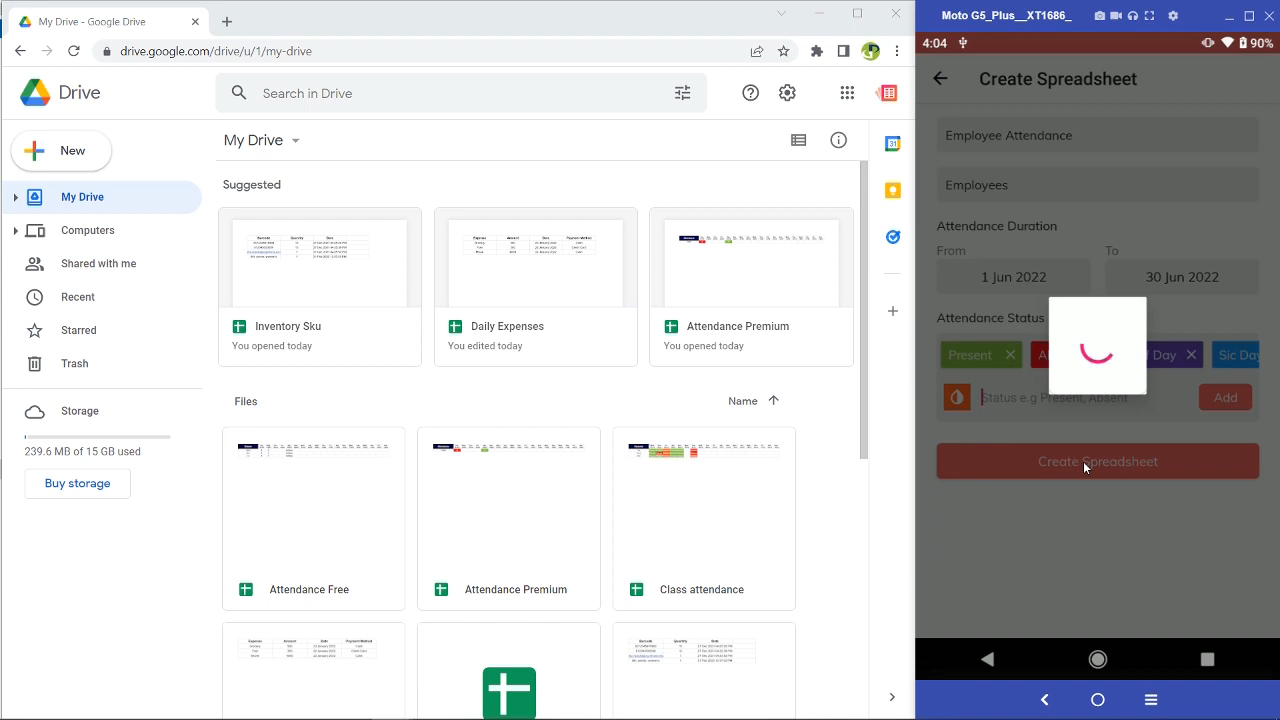 My Drive - Google Drive
drive.google.com/drive/u/1/my-drive
Drive
Search in Drive
New
My Drive
Computers
Shared with me
Recent
Starred
Trash
Storage
239.6 MB of 15 GB used
Buy storage
My Drive
Suggested
Inventory Sku
You opened today
Daily Expenses
You edited today
Attendance Premium
You opened today
Files
Name
Attendance Free
Attendance Premium
Class attendance
31
Moto G5_Plus__XT1686_
4:04
90%
Create Spreadsheet
Employee Attendance
Employees
Attendance Duration
From
To
1 Jun 2022
30 Jun 2022
Attendance Status
Present
Day
Sic Day
Status e.g Present, Absent
Add
Create Spreadsheet